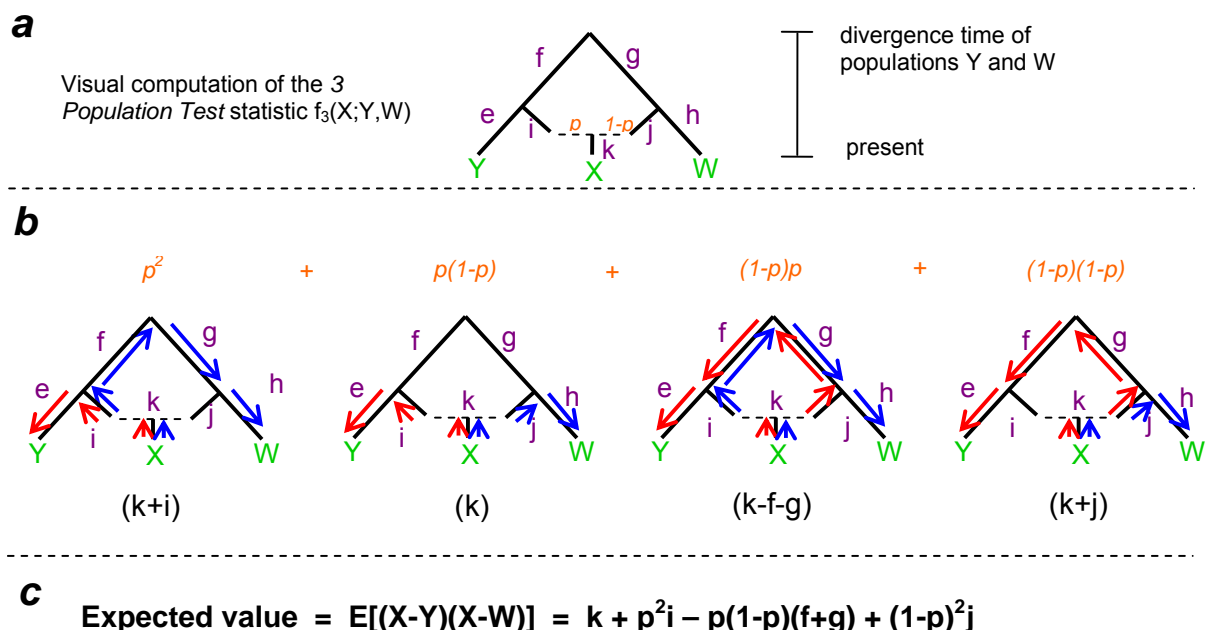 a
Visual computation of the 3
Population Test statistic f₃(X;Y,W)
f g
e i p 1-p j h
k
Y X W
divergence time of
populations Y and W
present
b
p² + p(1-p) + (1-p)p + (1-p)(1-p)
f g f g f g f g
e k h e k h e k h e k h
i j i j i j i j
Y X W Y X W Y X W Y X W
(k+i) (k) (k-f-g) (k+j)
c
Expected value = E[(X-Y)(X-W)] = k + p²i – p(1-p)(f+g) + (1-p)²j